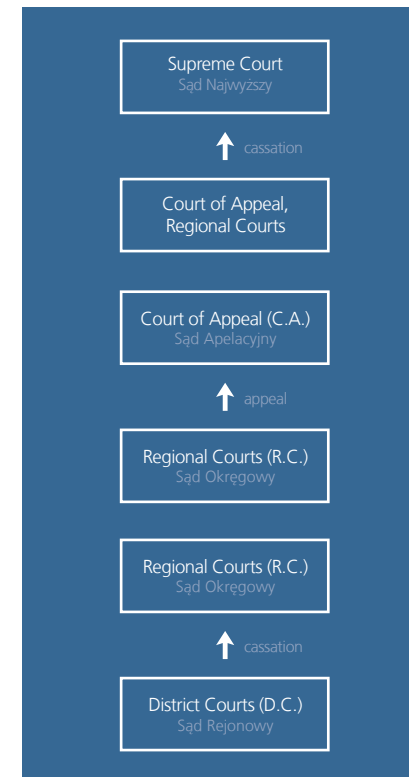 Supreme Court
Sąd Najwyższy
cassation
Court of Appeal,
Regional Courts
Court of Appeal (C.A.)
Sąd Apelacyjny
appeal
Regional Courts (R.C.)
Sąd Okręgowy
Regional Courts (R.C.)
Sąd Okręgowy
cassation
District Courts (D.C.)
Sąd Rejonowy